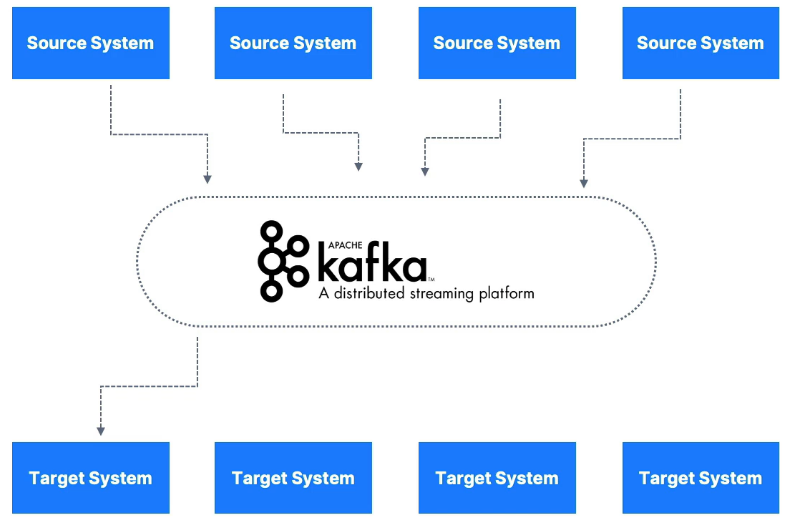 Source System
Source System
Source System
Source System
APACHE
kafka™
A distributed streaming platform
Target System
Target System
Target System
Target System